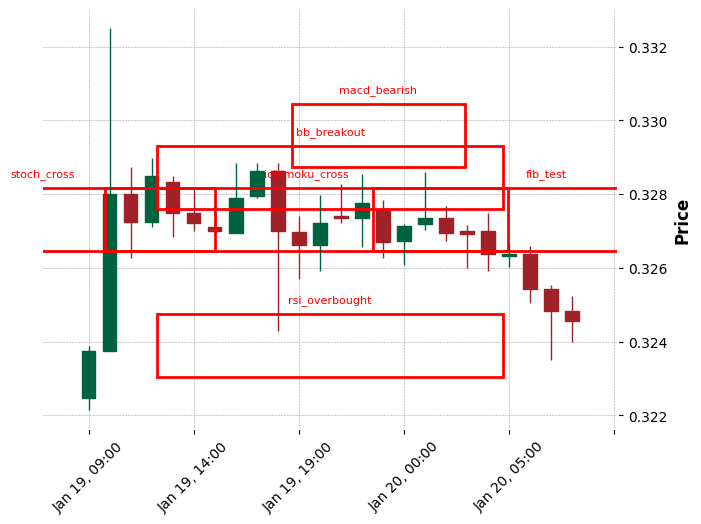 macd_bearish
bb_breakout
stoch_cross
fib_test
rsi_overbought
0.332
0.330
0.328
0.326
0.324
0.322
Price
Jan 19, 09:00
Jan 19, 14:00
Jan 19, 19:00
Jan 20, 00:00
Jan 20, 05:00